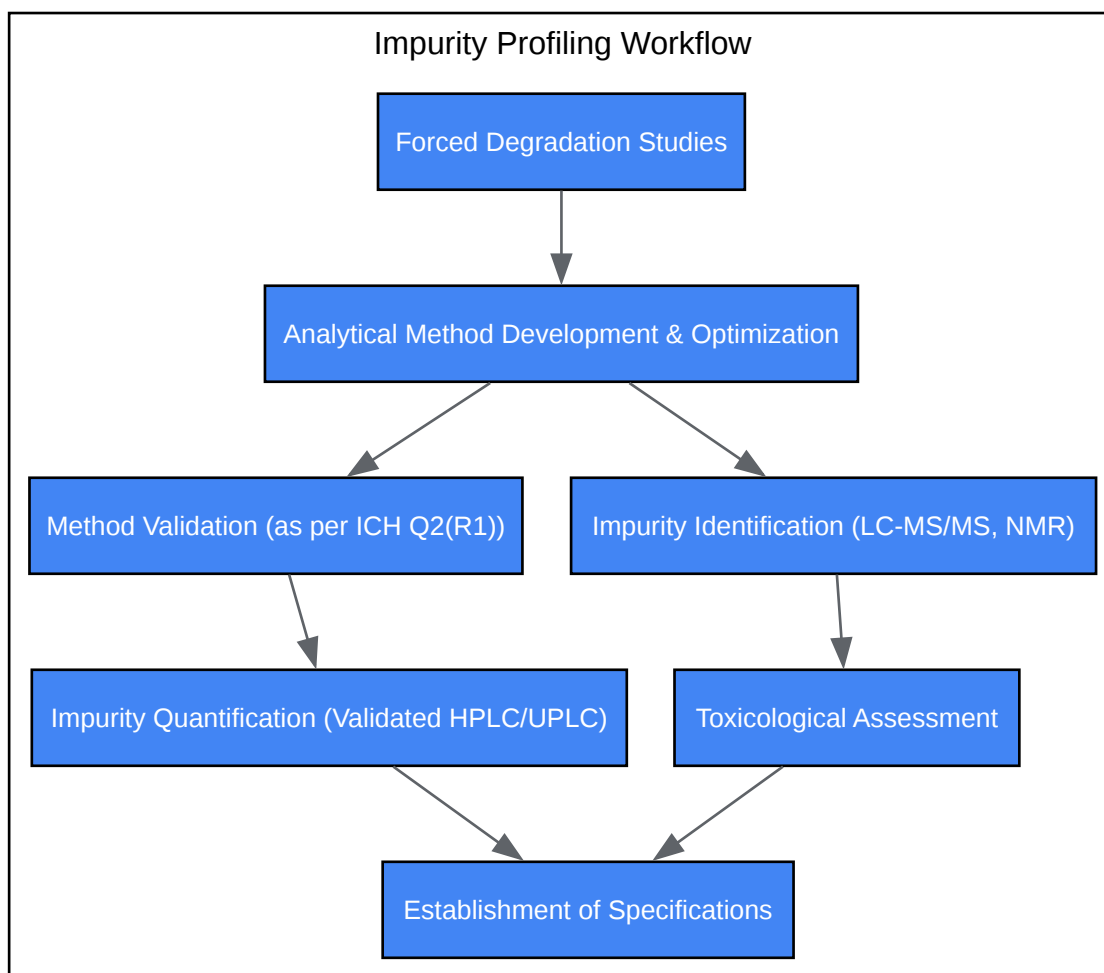 Impurity Profiling Workflow
Forced Degradation Studies
Analytical Method Development & Optimization
Method Validation (as per ICH Q2(R1))
Impurity Identification (LC-MS/MS, NMR)
Impurity Quantification (Validated HPLC/UPLC)
Toxicological Assessment
Establishment of Specifications